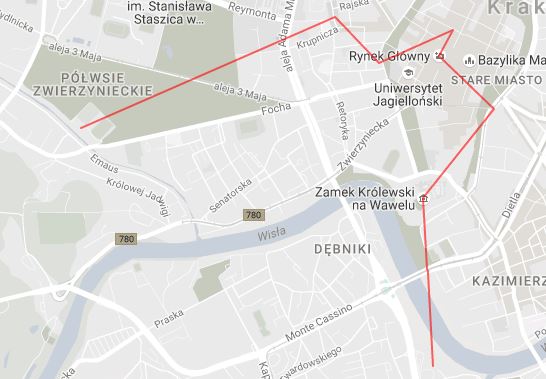 im. Stanisława
Staszica w...
Reymonta
Rajska
Krak
Krupnicza
aleja 3 Maja
Rynek Główny
Bazylika Ma
PÓŁWSIE
ZWIERZYNIECKIE
aleja 3 Maja
Uniwersytet
Jagielloński
STARE MIASTO
Focha
Retoryka
Zwierzyniecka
Emaus
Królowej Jadwigi
Senatorska
Zamek Królewski
na Wawelu
Dietla
780
780
Wisła
DĘBNIKI
KAZIMIERZ
Praska
Monte Cassino